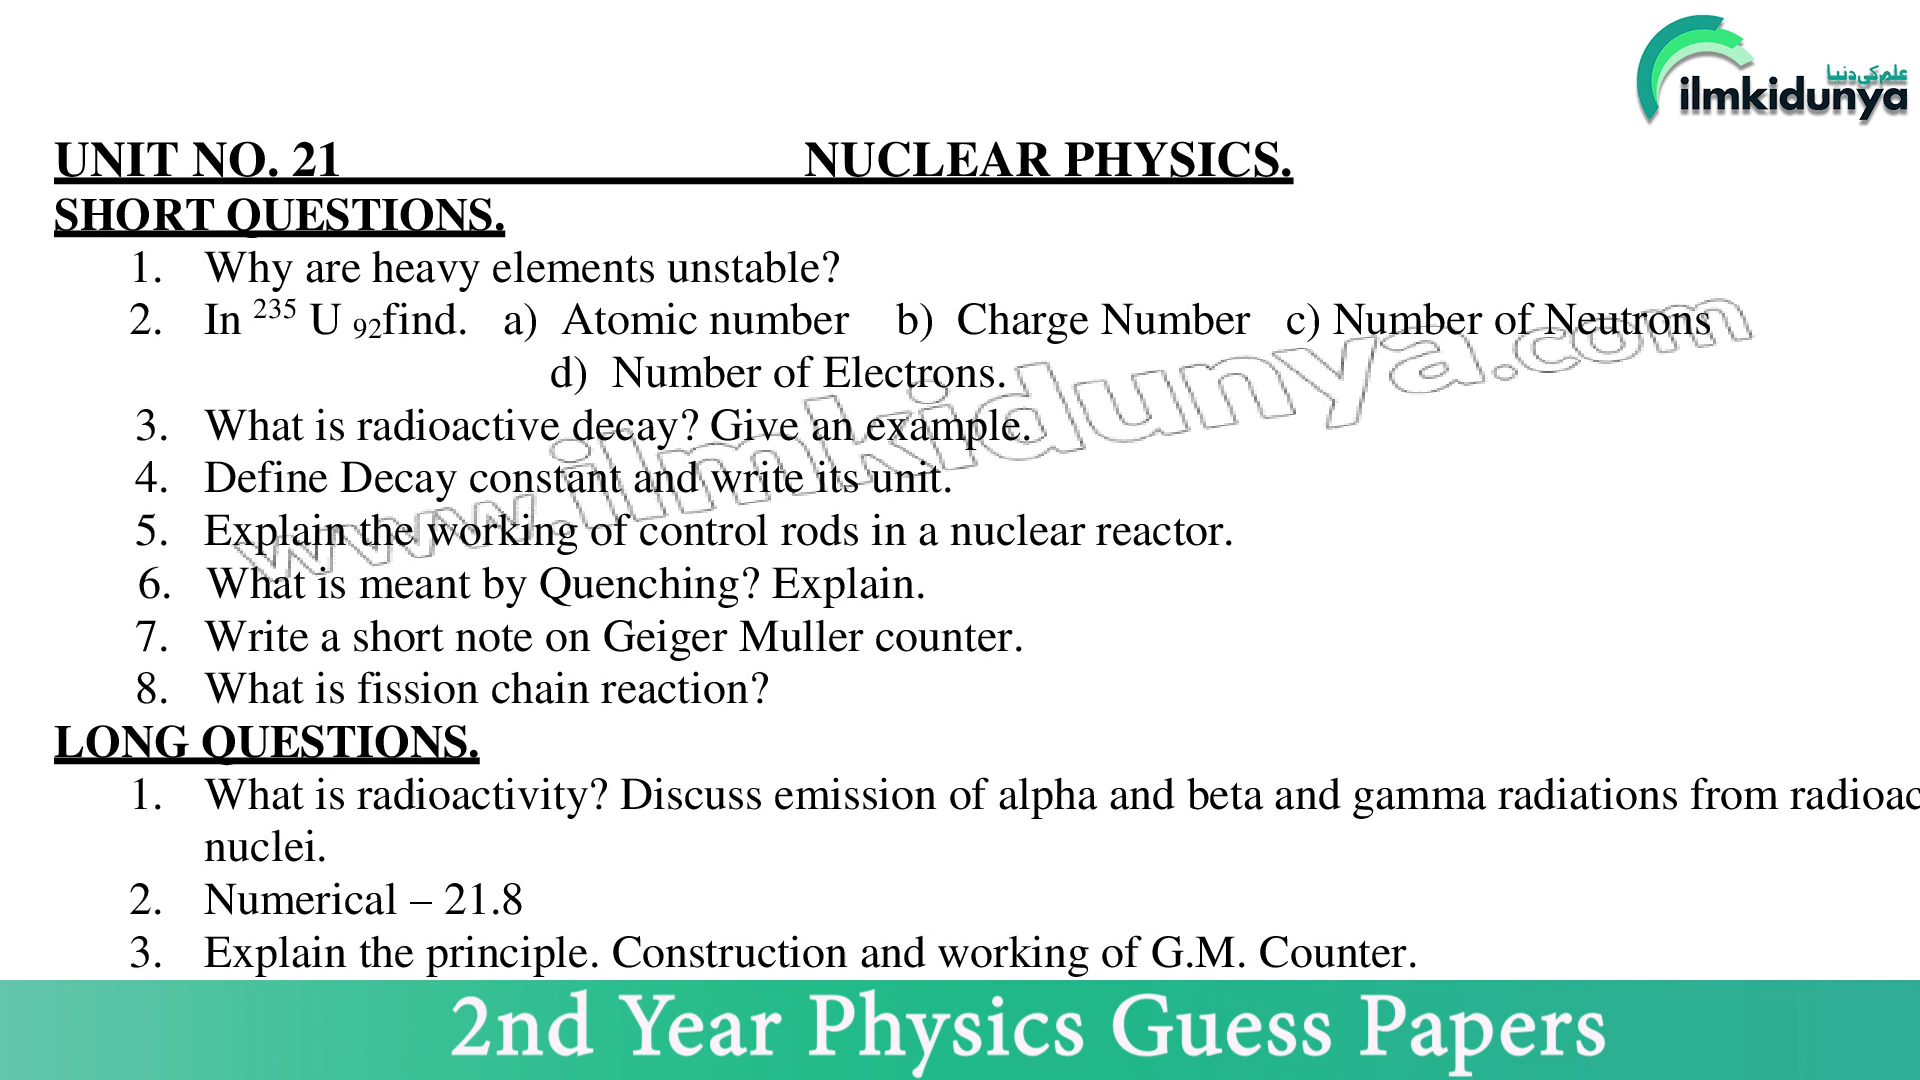 علم کی دنیا
ilmkidunya
UNIT NO. 21 NUCLEAR PHYSICS.
SHORT QUESTIONS.
1. Why are heavy elements unstable?
2. In ²³⁵ U ₉₂find. a) Atomic number b) Charge Number c) Number of Neutrons
d) Number of Electrons.
3. What is radioactive decay? Give an example.
4. Define Decay constant and write its unit.
5. Explain the working of control rods in a nuclear reactor.
6. What is meant by Quenching? Explain.
7. Write a short note on Geiger Muller counter.
8. What is fission chain reaction?
www.ilmkidunya.com
LONG QUESTIONS.
1. What is radioactivity? Discuss emission of alpha and beta and gamma radiations from radioac
nuclei.
2. Numerical – 21.8
3. Explain the principle. Construction and working of G.M. Counter.
2nd Year Physics Guess Papers